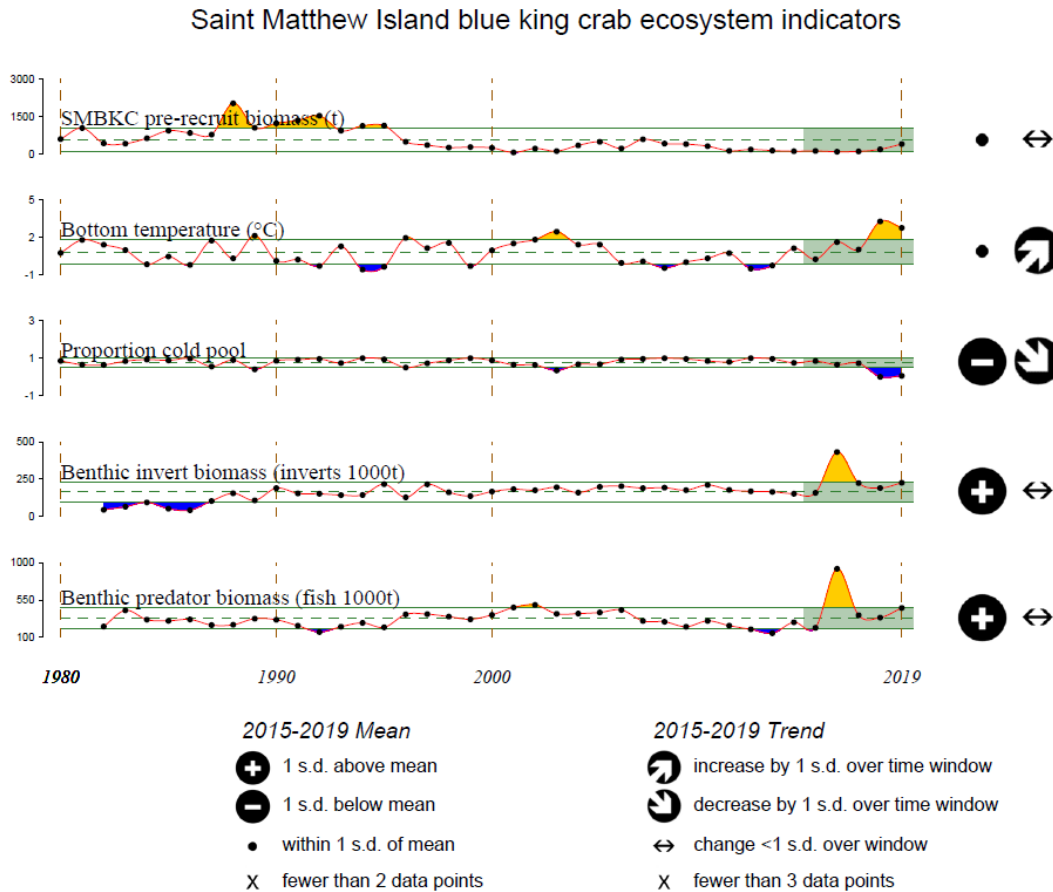 Saint Matthew Island blue king crab ecosystem indicators
3000
SMBKC pre-recruit biomass (t)
1500
0
5
Bottom temperature (°C)
2
-1
3
Proportion cold pool
1
-1
500
Benthic invert biomass (inverts 1000t)
250
0
1000
Benthic predator biomass (fish 1000t)
550
100
1980 1990 2000 2019
2015-2019 Mean 2015-2019 Trend
1 s.d. above mean increase by 1 s.d. over time window
1 s.d. below mean decrease by 1 s.d. over time window
within 1 s.d. of mean change <1 s.d. over window
x fewer than 2 data points x fewer than 3 data points